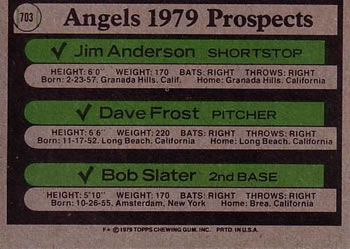 703
Angels 1979 Prospects
✓ Jim Anderson SHORTSTOP
HEIGHT: 6'0" WEIGHT: 170 BATS: RIGHT THROWS: RIGHT
Born: 2-23-57, Granada Hills, Calif. Home: Granada Hills, California
✓ Dave Frost PITCHER
HEIGHT: 6'6" WEIGHT: 220 BATS: RIGHT THROWS: RIGHT
Born: 11-17-52, Long Beach, California Home: Long Beach, California
✓ Bob Slater 2nd BASE
HEIGHT: 5'10" WEIGHT: 170 BATS: RIGHT THROWS: RIGHT
Born: 10-26-55, Amsterdam, New York Home: Brea, California
F* © 1979 TOPPS CHEWING GUM, INC. PRTD. IN U.S.A.